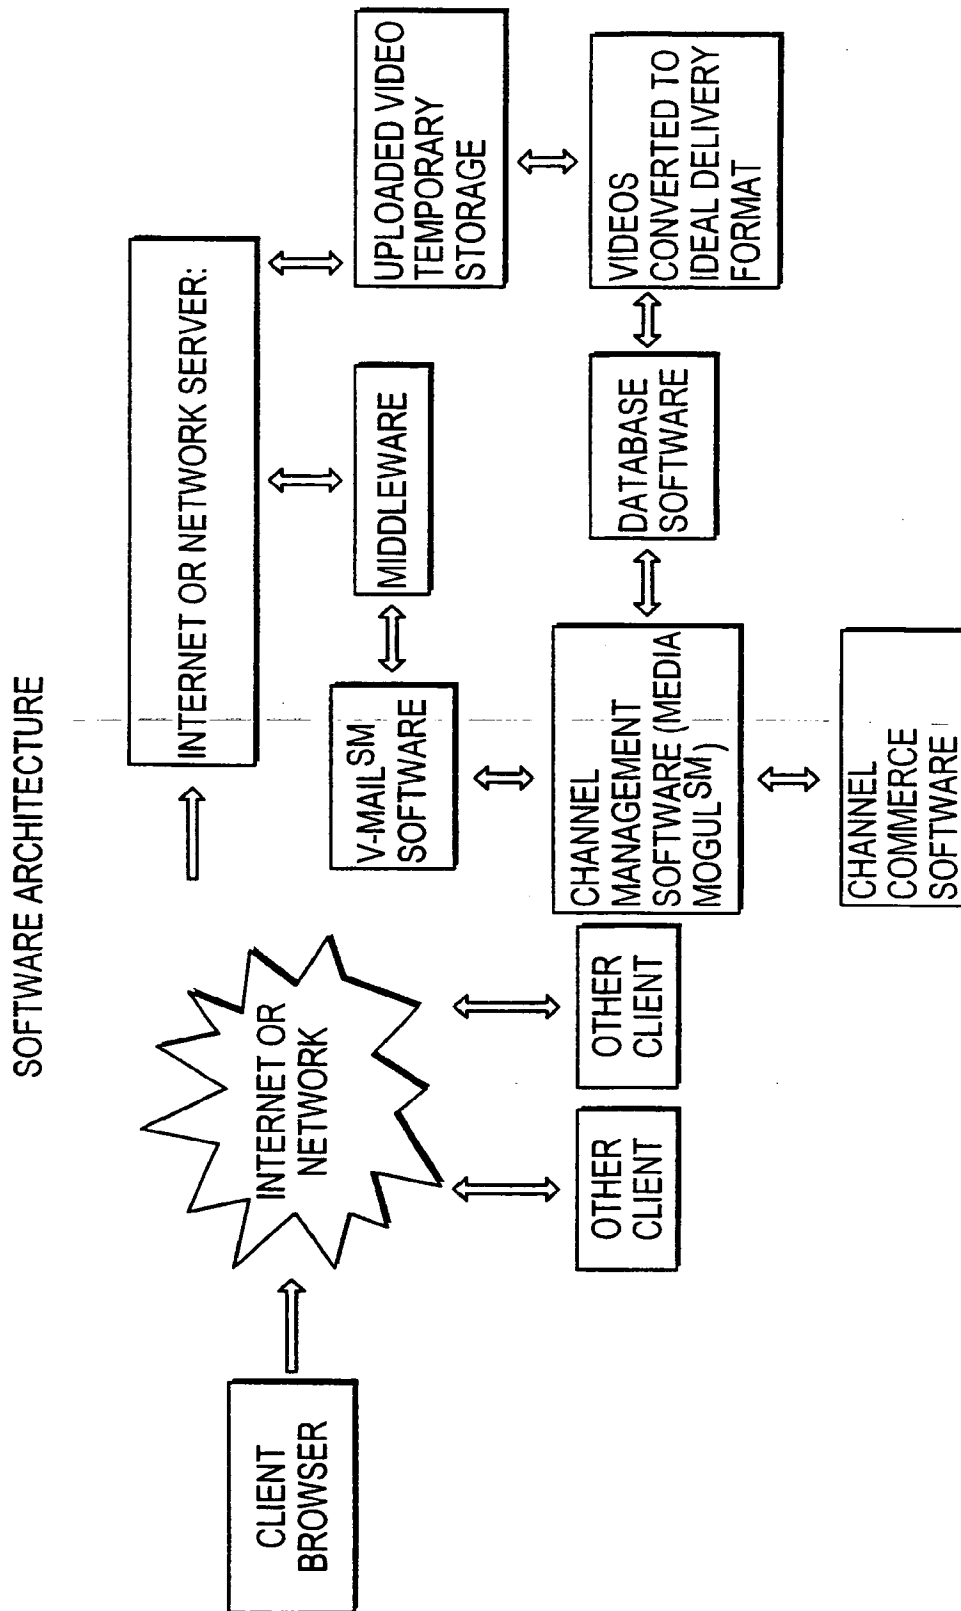 SOFTWARE ARCHITECTURE
CLIENT
BROWSER
INTERNET OR
NETWORK
INTERNET OR NETWORK SERVER:
OTHER
CLIENT
OTHER
CLIENT
V-MAIL SM
SOFTWARE
MIDDLEWARE
UPLOADED VIDEO
TEMPORARY
STORAGE
CHANNEL
MANAGEMENT
SOFTWARE (MEDIA
MOGUL SM)
DATABASE
SOFTWARE
VIDEOS
CONVERTED TO
IDEAL DELIVERY
FORMAT
CHANNEL
COMMERCE
SOFTWARE